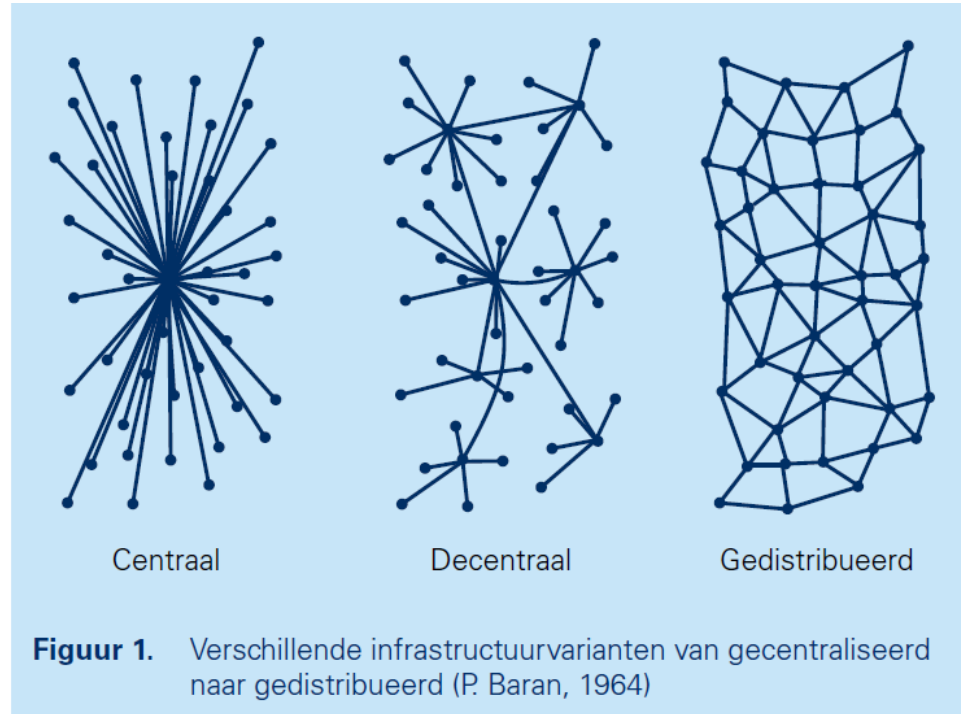 Centraal
Decentraal
Gedistribueerd
Figuur 1. Verschillende infrastructuurvarianten van gecentraliseerd
naar gedistribueerd (P. Baran, 1964)